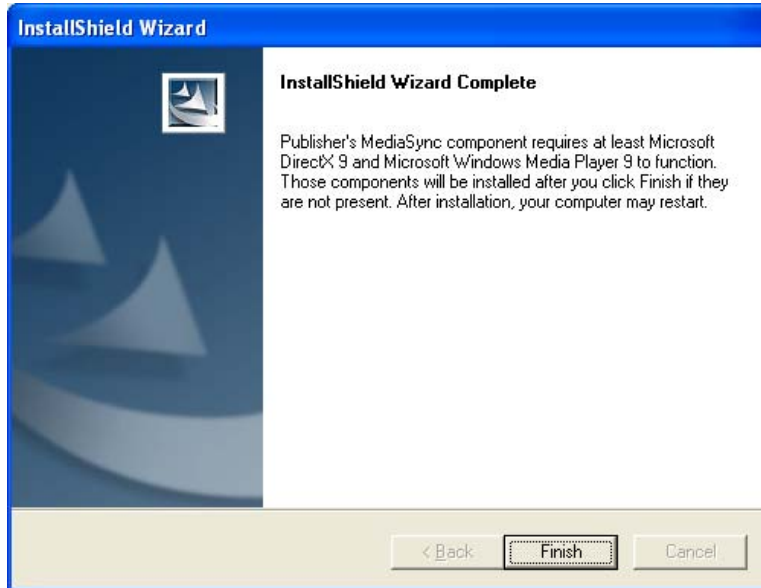 InstallShield Wizard
InstallShield Wizard Complete
Publisher's MediaSync component requires at least Microsoft
DirectX 9 and Microsoft Windows Media Player 9 to function.
Those components will be installed after you click Finish if they
are not present. After installation, your computer may restart.
< Back
Finish
Cancel